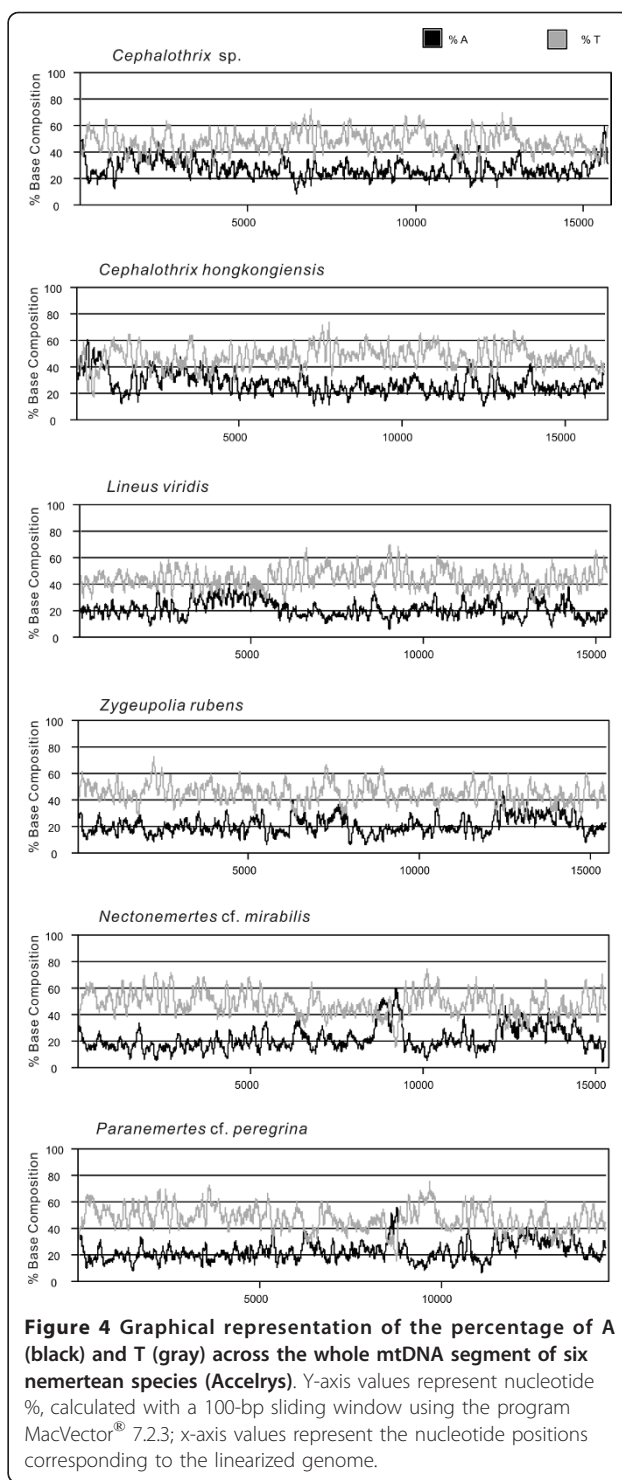 % A % T
Cephalothrix sp.
100
80
60
40
20
0
% Base Composition
5000 10000 15000
Cephalothrix hongkongiensis
100
80
60
40
20
0
% Base Composition
5000 10000 15000
Lineus viridis
100
80
60
40
20
0
% Base Composition
5000 10000 15000
Zygeupolia rubens
100
80
60
40
20
0
% Base Composition
5000 10000 15000
Nectonemertes cf. mirabilis
100
80
60
40
20
0
% Base Composition
5000 10000 15000
Paranemertes cf. peregrina
100
80
60
40
20
0
% Base Composition
5000 10000
Figure 4 Graphical representation of the percentage of A
(black) and T (gray) across the whole mtDNA segment of six
nemertean species (Accelrys). Y-axis values represent nucleotide
%, calculated with a 100-bp sliding window using the program
MacVector® 7.2.3; x-axis values represent the nucleotide positions
corresponding to the linearized genome.